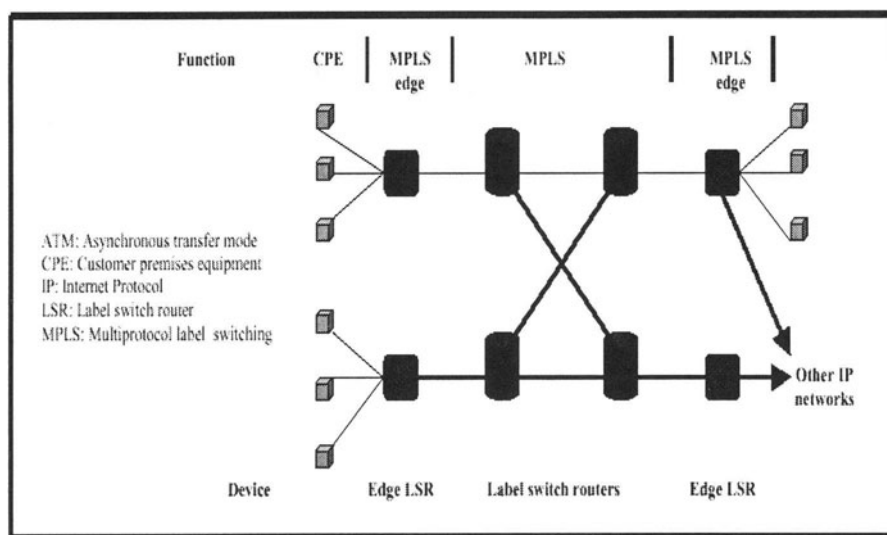 Function
CPE
MPLS
edge
MPLS
MPLS
edge
ATM: Asynchronous transfer mode
CPE: Customer premises equipment
IP: Internet Protocol
LSR: Label switch router
MPLS: Multiprotocol label switching
Other IP
networks
Device
Edge LSR
Label switch routers
Edge LSR